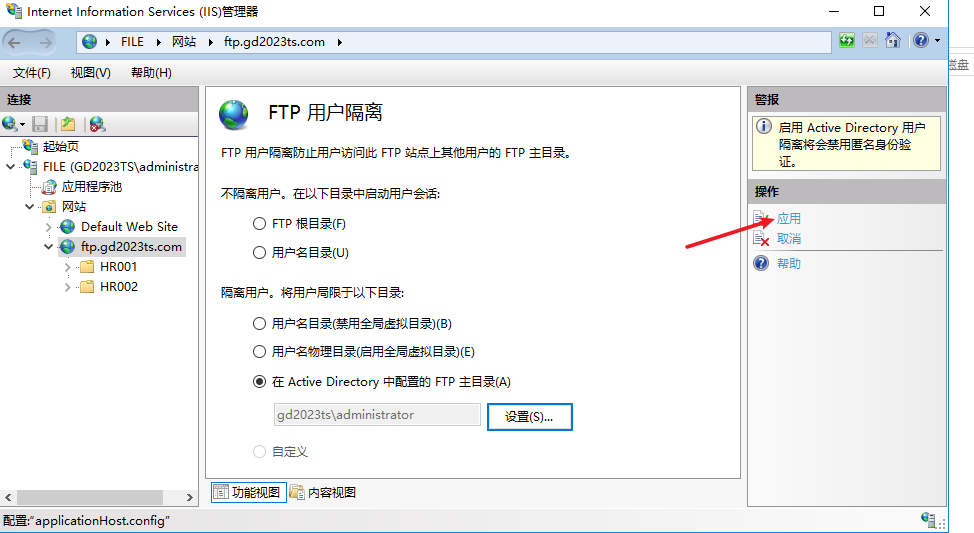 Internet Information Services (IIS)管理器
FILE 网站 ftp.gd2023ts.com
磁盘
文件(F) 视图(V) 帮助(H)
连接
起始页
FILE (GD2023TS\administra
应用程序池
网站
Default Web Site
ftp.gd2023ts.com
HR001
HR002
FTP 用户隔离
FTP 用户隔离防止用户访问此 FTP 站点上其他用户的 FTP 主目录。
不隔离用户。在以下目录中启动用户会话:
FTP 根目录(F)
用户名目录(U)
隔离用户。将用户局限于以下目录:
用户名目录(禁用全局虚拟目录)(B)
用户名物理目录(启用全局虚拟目录)(E)
在 Active Directory 中配置的 FTP 主目录(A)
gd2023ts\administrator
设置(S)...
自定义
功能视图 内容视图
警报
启用 Active Directory 用户
隔离将会禁用匿名身份验
证。
操作
应用
取消
帮助
配置:“applicationHost.config”